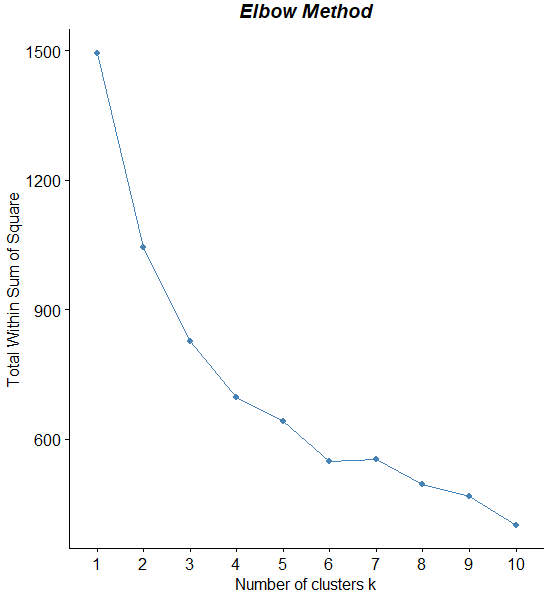 Elbow Method
Total Within Sum of Square
1500
1200
900
600
1 2 3 4 5 6 7 8 9 10
Number of clusters k